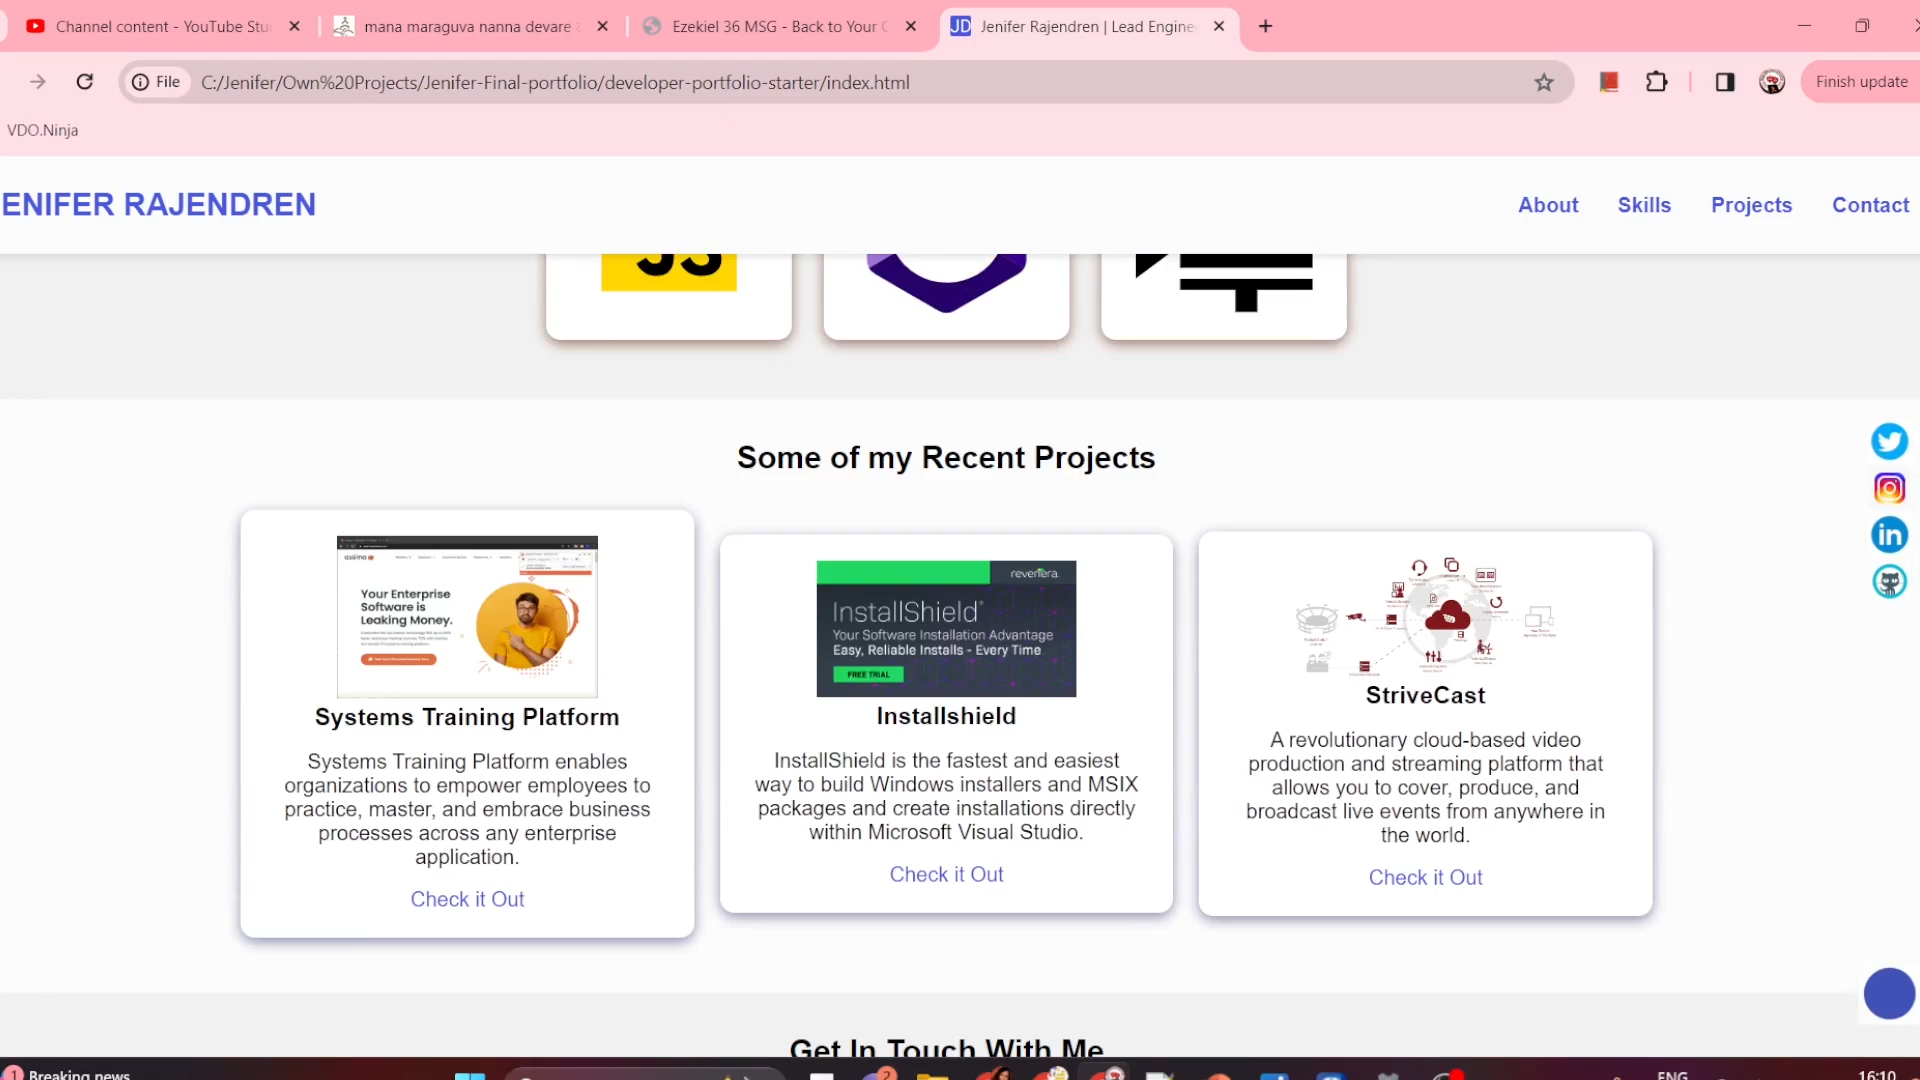 Channel content - YouTube Stu
mana maraguva nanna devare
Ezekiel 36 MSG - Back to Your
JD Jenifer Rajendren | Lead Engine
File C:/Jenifer/Own%20Projects/Jenifer-Final-portfolio/developer-portfolio-starter/index.html
Finish update
VDO.Ninja
ENIFER RAJENDREN
About Skills Projects Contact
JS
Some of my Recent Projects
assima
Your Enterprise
Software is
Leaking Money.
Systems Training Platform
Systems Training Platform enables
organizations to empower employees to
practice, master, and embrace business
processes across any enterprise
application.
Check it Out
revenera.
InstallShield®
Your Software Installation Advantage
Easy, Reliable Installs - Every Time
FREE TRIAL
Installshield
InstallShield is the fastest and easiest
way to build Windows installers and MSIX
packages and create installations directly
within Microsoft Visual Studio.
Check it Out
StriveCast
A revolutionary cloud-based video
production and streaming platform that
allows you to cover, produce, and
broadcast live events from anywhere in
the world.
Check it Out
in
Get In Touch With Me
1 Breaking news
2
ENG
16:10